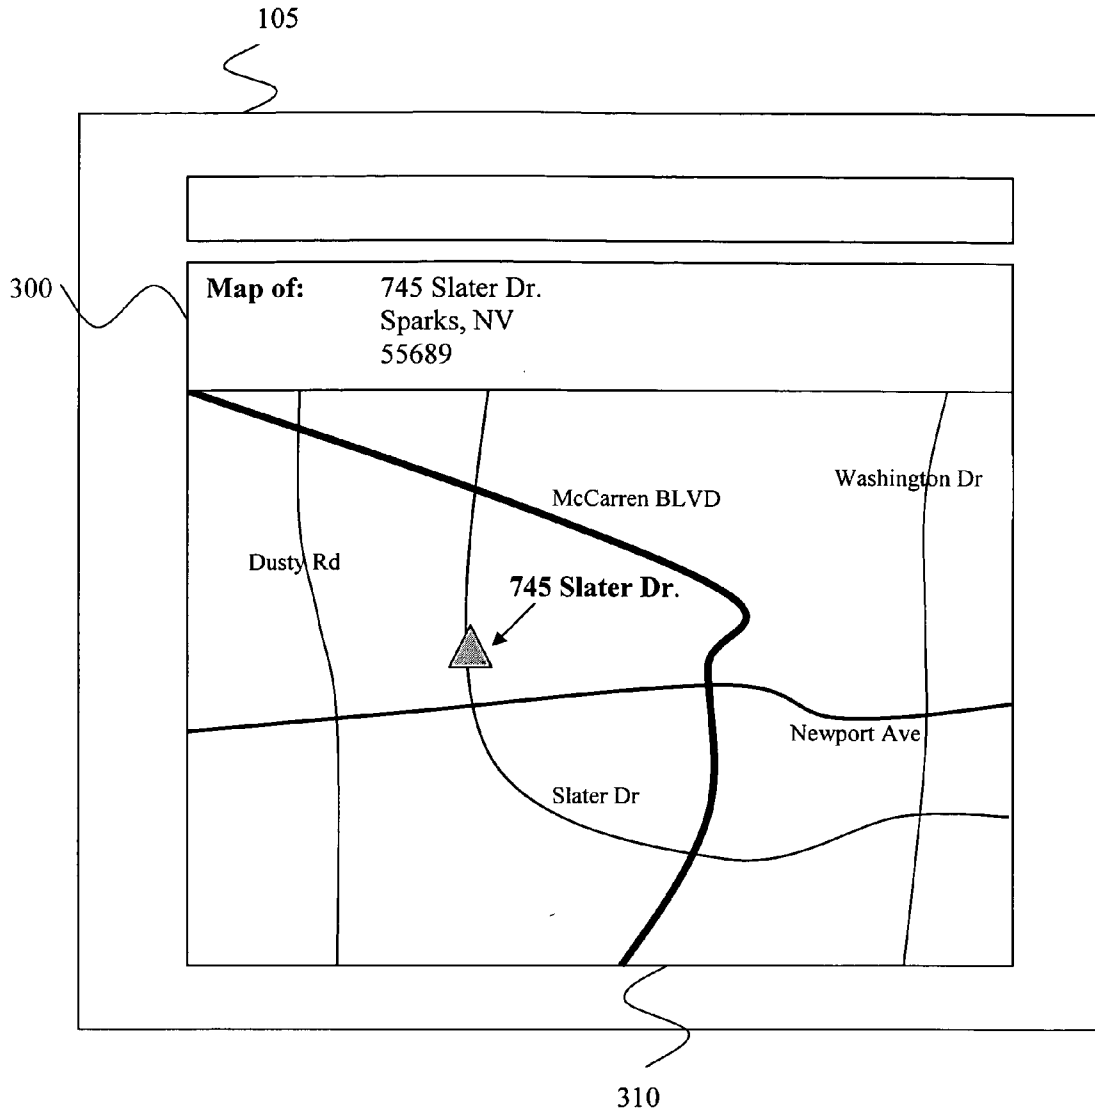 105
300
Map of: 745 Slater Dr.
Sparks, NV
55689
Washington Dr
McCarren BLVD
Dusty Rd
745 Slater Dr.
Newport Ave
Slater Dr
310